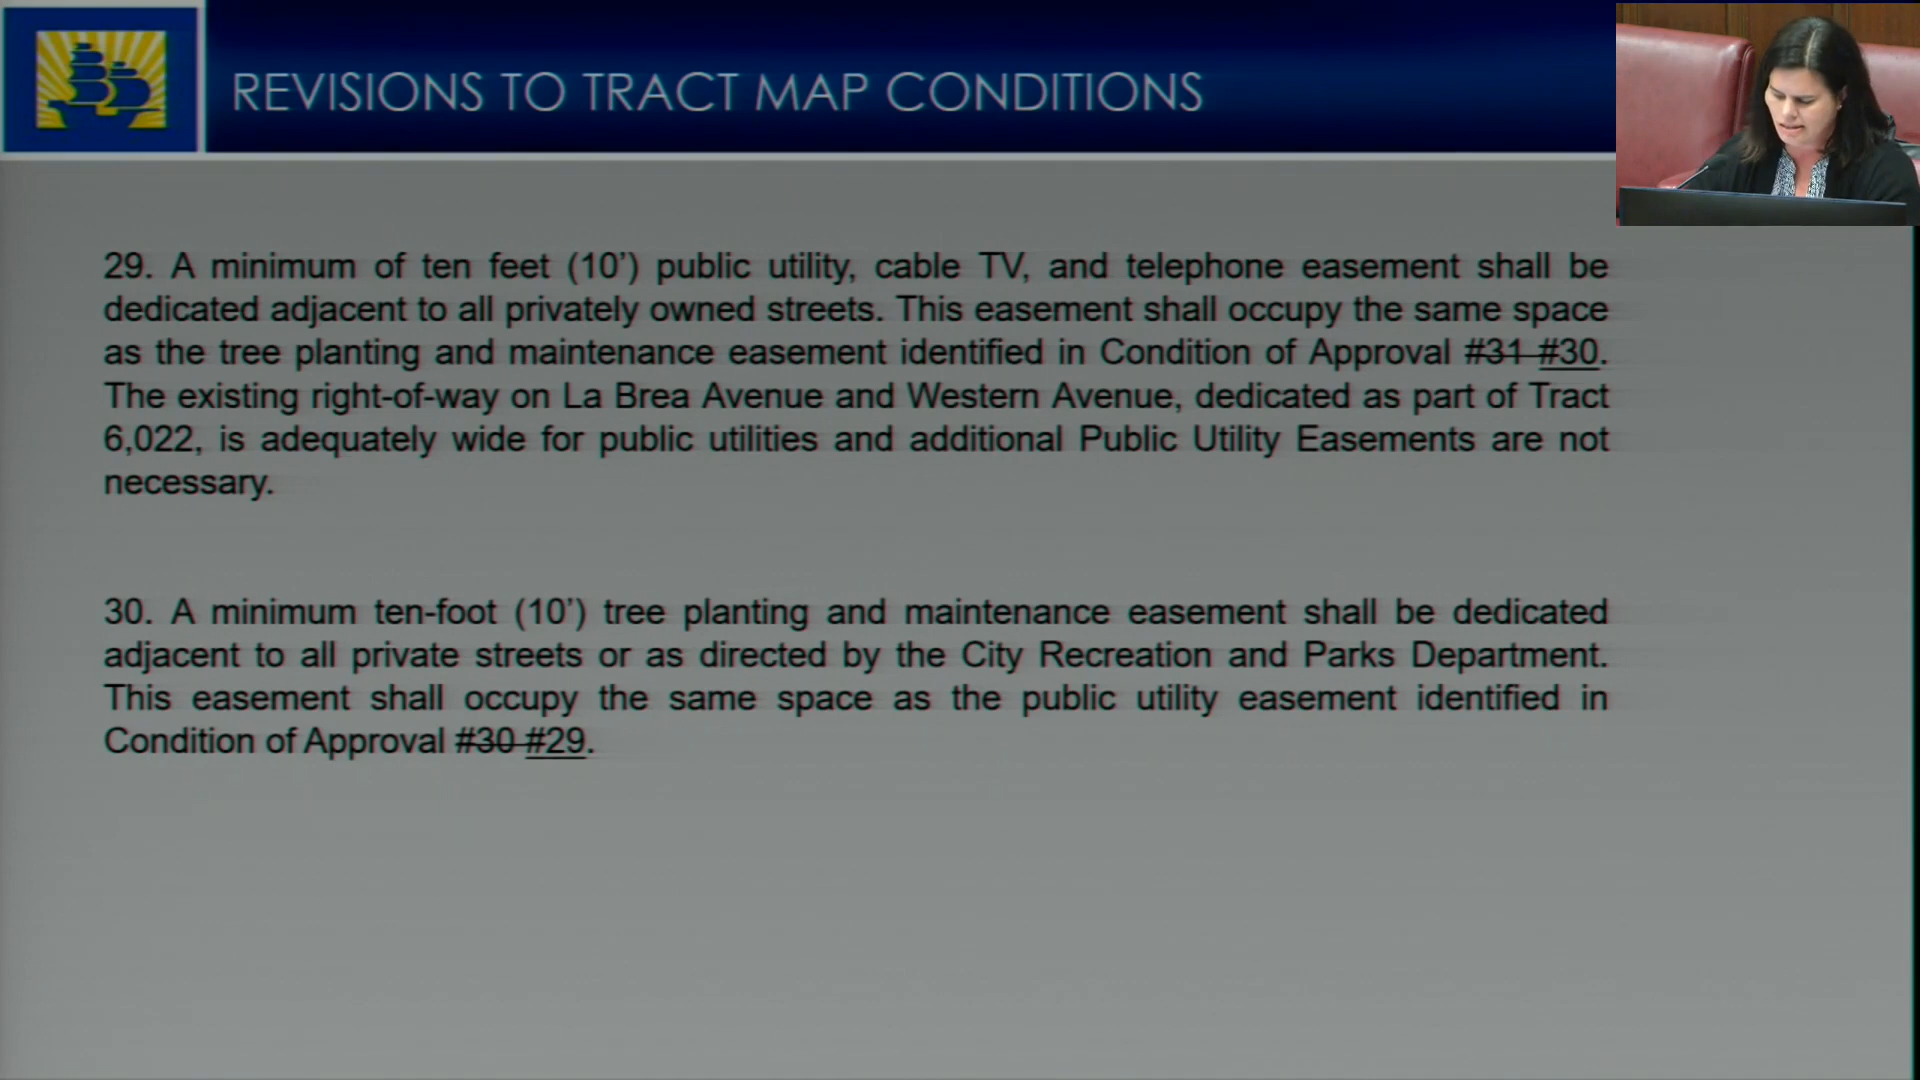 REVISIONS TO TRACT MAP CONDITIONS
29. A minimum of ten feet (10’) public utility, cable TV, and telephone easement shall be
dedicated adjacent to all privately owned streets. This easement shall occupy the same space
as the tree planting and maintenance easement identified in Condition of Approval #31 #30.
The existing right-of-way on La Brea Avenue and Western Avenue, dedicated as part of Tract
6,022, is adequately wide for public utilities and additional Public Utility Easements are not
necessary.
30. A minimum ten-foot (10’) tree planting and maintenance easement shall be dedicated
adjacent to all private streets or as directed by the City Recreation and Parks Department.
This easement shall occupy the same space as the public utility easement identified in
Condition of Approval #30 #29.